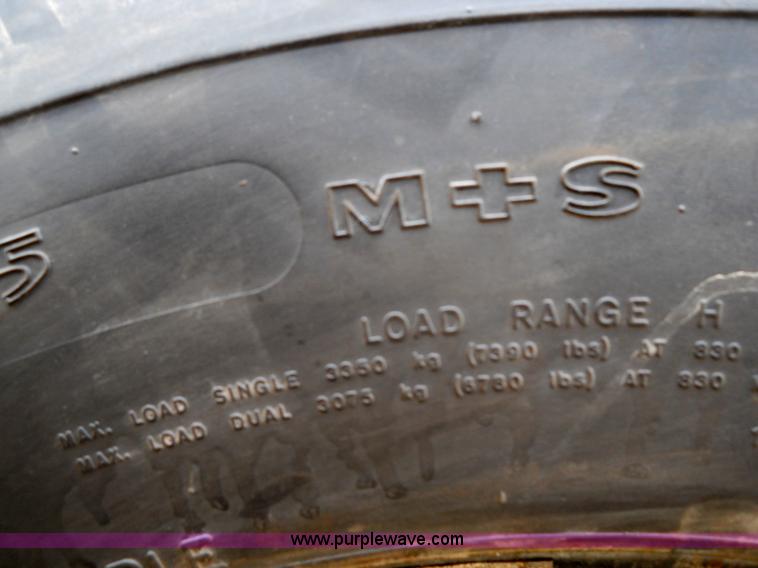 5
M+S
LOAD RANGE H
MAX. LOAD SINGLE 3350 kg (7390 lbs) AT 830
MAX. LOAD DUAL 3075 kg (6780 lbs) AT 830
www.purplewave.com